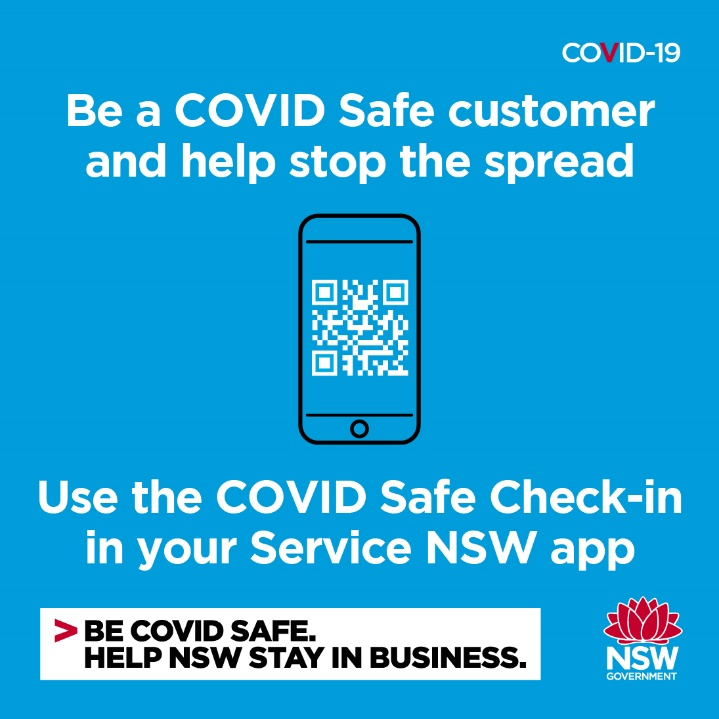 COVID-19
Be a COVID Safe customer
and help stop the spread
Use the COVID Safe Check-in
in your Service NSW app
> BE COVID SAFE.
HELP NSW STAY IN BUSINESS.
NSW
GOVERNMENT